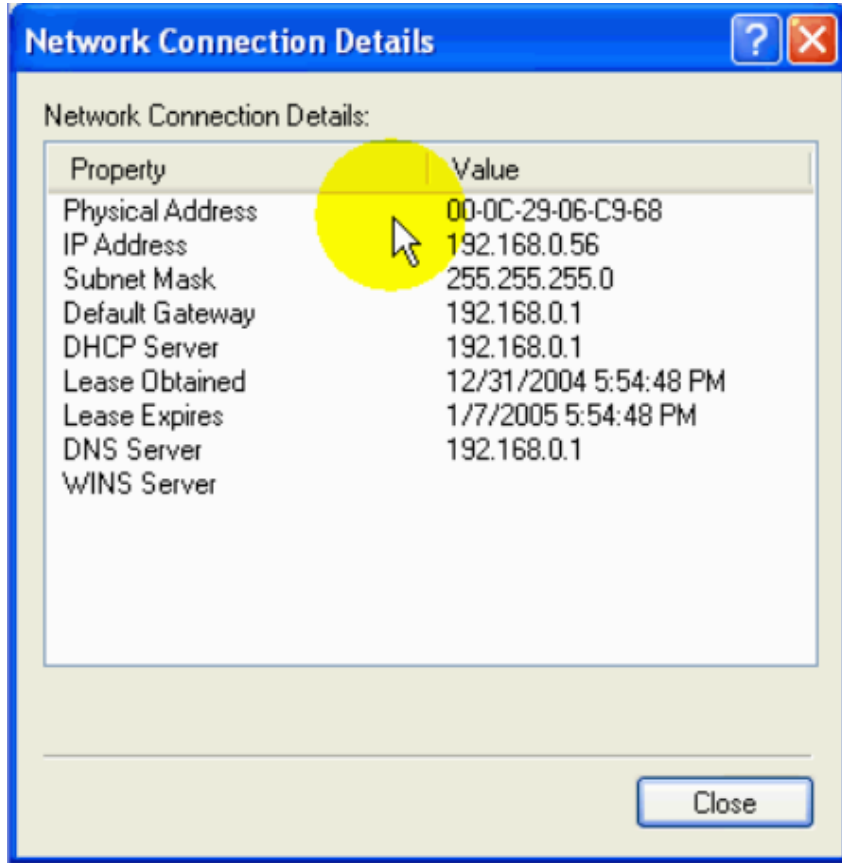 Network Connection Details
Network Connection Details:
Property Value
Physical Address 00-0C-29-06-C9-68
IP Address 192.168.0.56
Subnet Mask 255.255.255.0
Default Gateway 192.168.0.1
DHCP Server 192.168.0.1
Lease Obtained 12/31/2004 5:54:48 PM
Lease Expires 1/7/2005 5:54:48 PM
DNS Server 192.168.0.1
WINS Server
Close